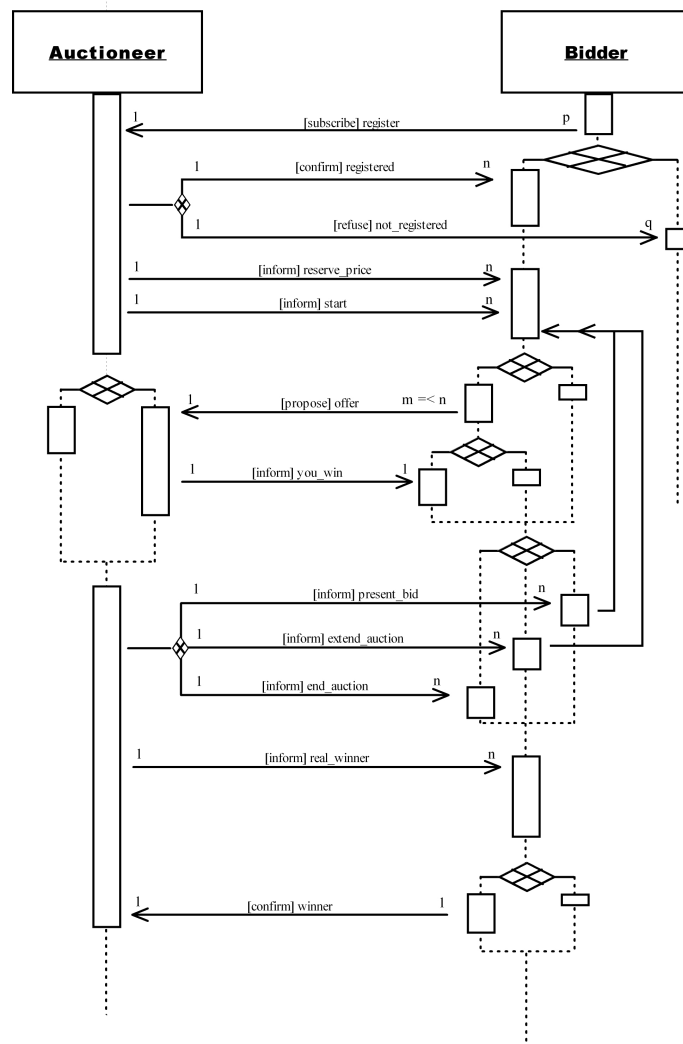 Auctioneer Bidder
1 [subscribe] register p
1 [confirm] registered n
1 [refuse] not_registered q
1 [inform] reserve_price n
1 [inform] start n
1 [propose] offer m =< n
1 [inform] you_win 1
1 [inform] present_bid n
1 [inform] extend_auction n
1 [inform] end_auction n
1 [inform] real_winner n
1 [confirm] winner 1